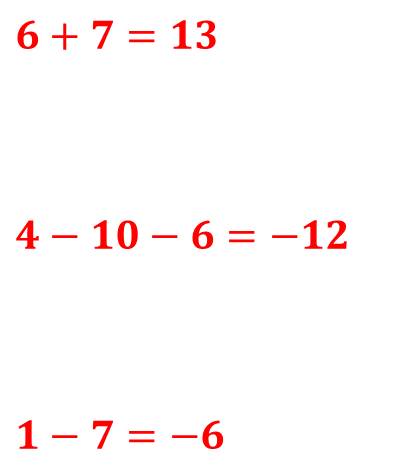 6 + 7 = 13
4 − 10 − 6 = −12
1 − 7 = −6